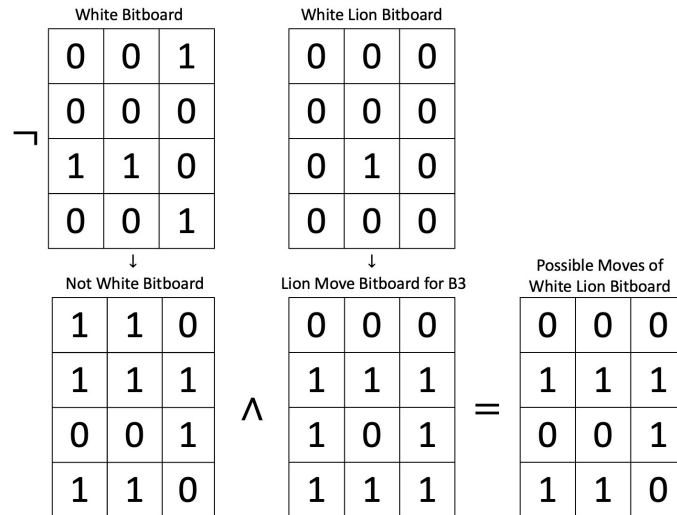 White Bitboard White Lion Bitboard
0 0 1 0 0 0
0 0 0 0 0 0
¬
1 1 0 0 1 0
0 0 1 0 0 0
↓ ↓
Not White Bitboard Lion Move Bitboard for B3 Possible Moves of
White Lion Bitboard
1 1 0 0 0 0 0 0 0
1 1 1 1 1 1 1 1 1
∧ =
0 0 1 1 0 1 0 0 1
1 1 0 1 1 1 1 1 0